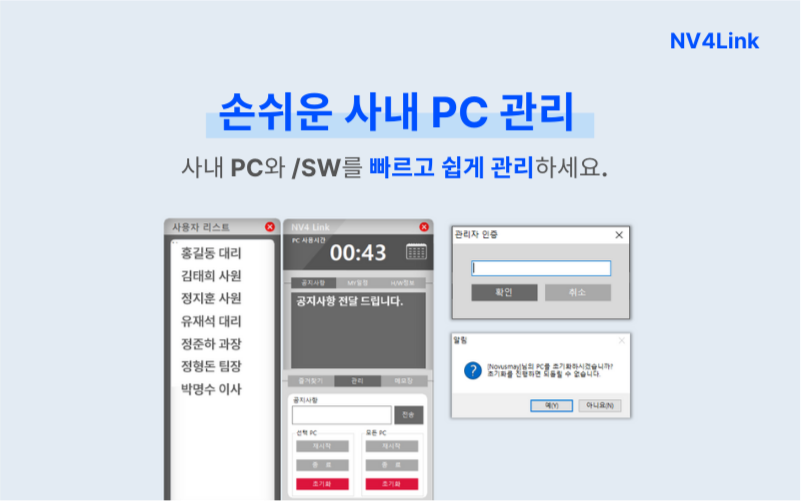 NV4Link
손쉬운 사내 PC 관리
사내 PC와 /SW를 빠르고 쉽게 관리하세요.
사용자 리스트
홍길동 대리
김태희 사원
정지훈 사원
유재석 대리
정준하 과장
정형돈 팀장
박명수 이사
NV4 Link
PC 사용시간
00:43
공지사항 MY일정 H/W정보
공지사항 전달 드립니다.
즐겨찾기 관리 메모장
공지사항
전송
선택 PC 모든 PC
재시작 재시작
종 료 종 료
초기화 초기화
관리자 인증
확인 취소
알림
[Novusmay]님의 PC를 초기화하시겠습니까?
초기화를 진행하면 되돌릴 수 없습니다.
예(Y) 아니요(N)